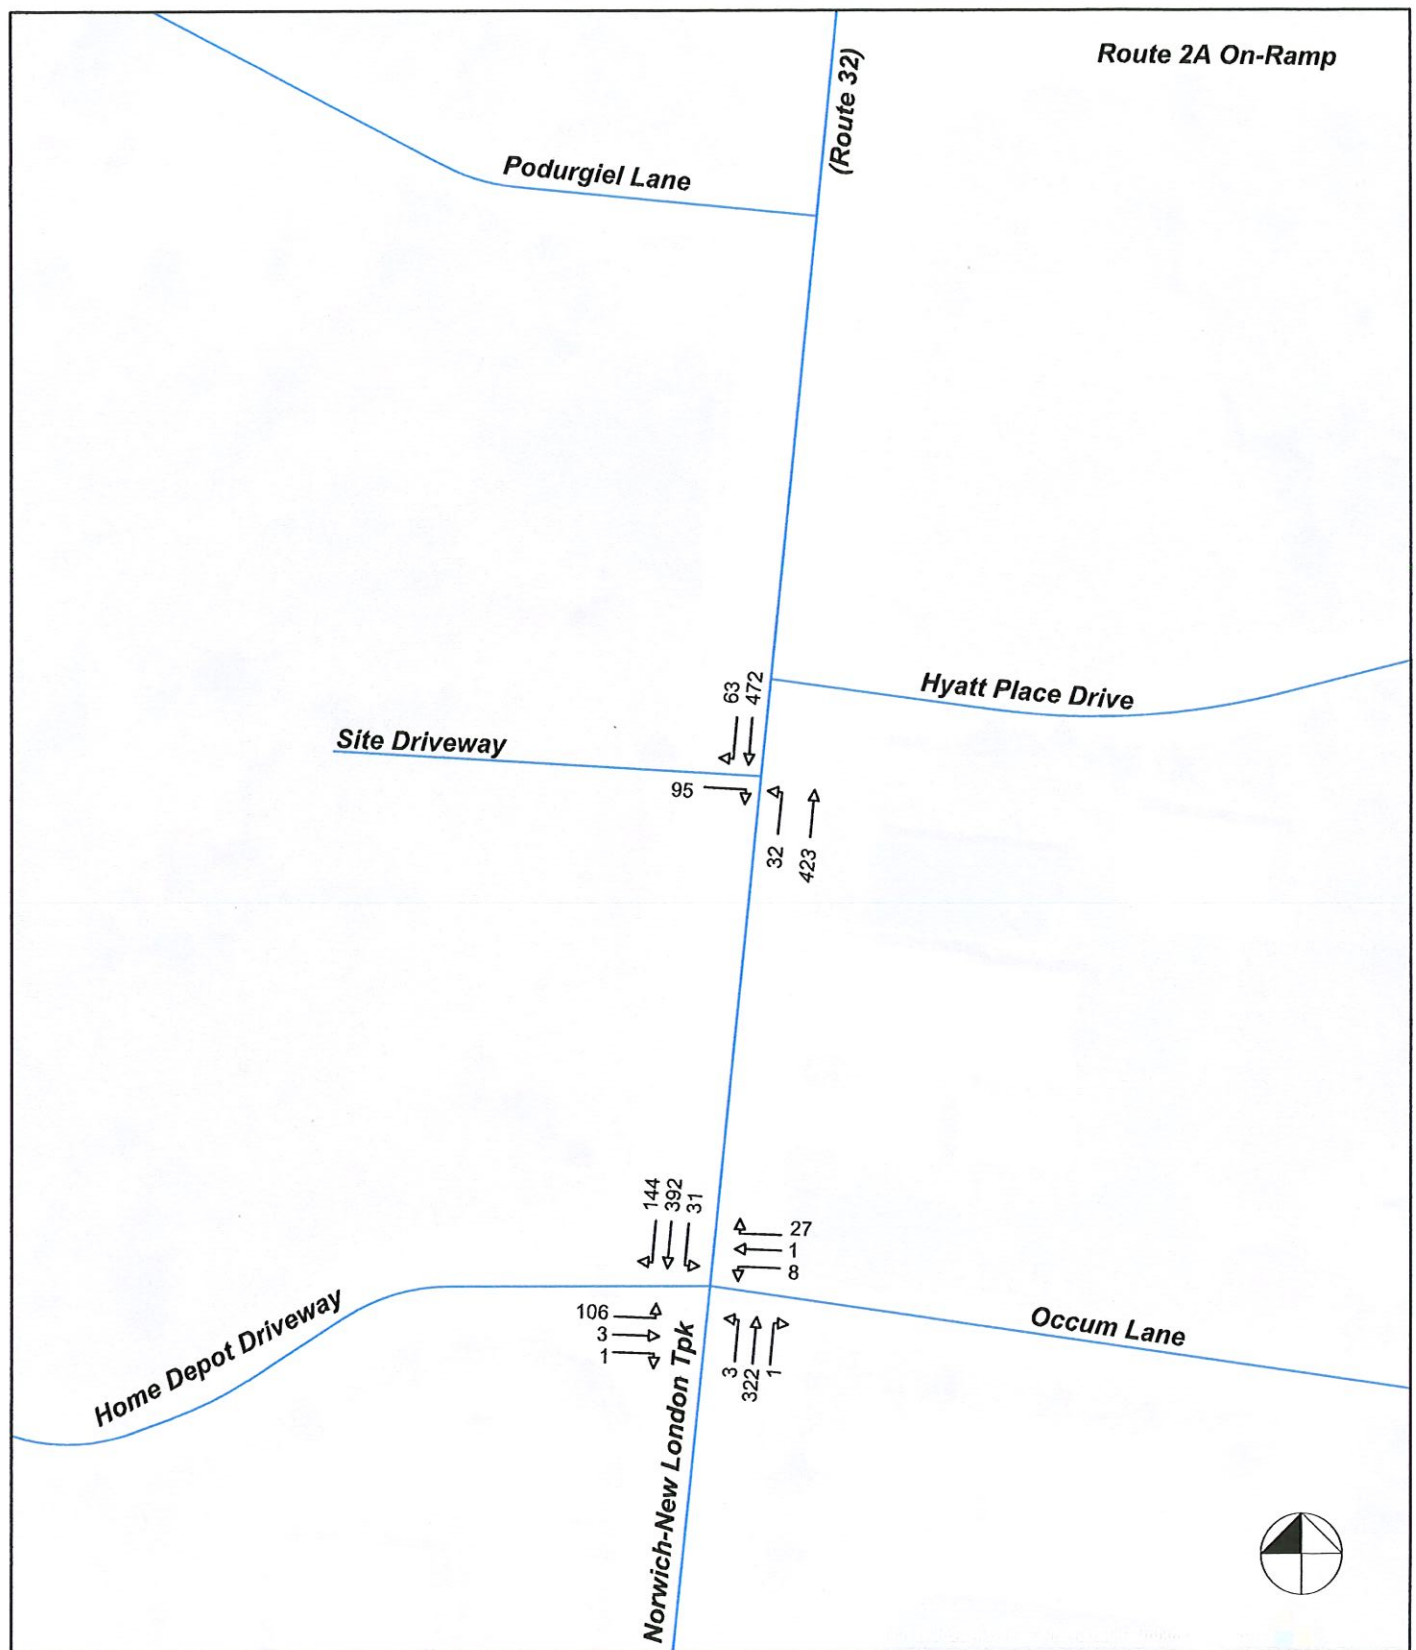 Route 2A On-Ramp
(Route 32)
Podurgiel Lane
Hyatt Place Drive
63
472
Site Driveway
95
32
423
144
392
31
27
1
8
106
3
1
3
322
1
Home Depot Driveway
Occum Lane
Norwich-New London Tpk